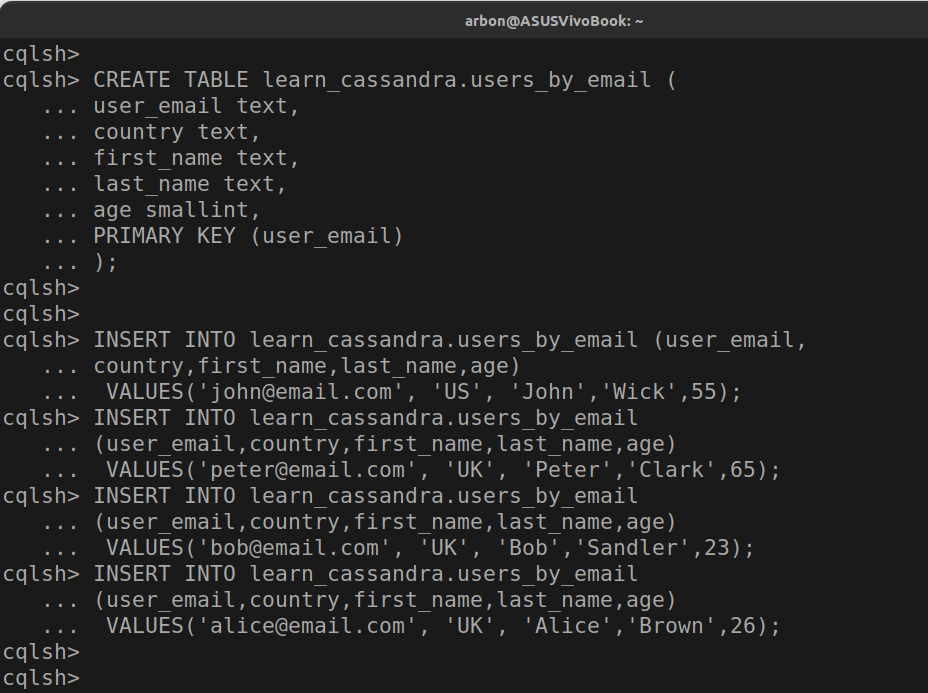 arbon@ASUSVivoBook: ~
cqlsh>
cqlsh> CREATE TABLE learn_cassandra.users_by_email (
   ... user_email text,
   ... country text,
   ... first_name text,
   ... last_name text,
   ... age smallint,
   ... PRIMARY KEY (user_email)
   ... );
cqlsh>
cqlsh>
cqlsh> INSERT INTO learn_cassandra.users_by_email (user_email,
   ... country,first_name,last_name,age)
   ...  VALUES('john@email.com', 'US', 'John','Wick',55);
cqlsh> INSERT INTO learn_cassandra.users_by_email
   ... (user_email,country,first_name,last_name,age)
   ...  VALUES('peter@email.com', 'UK', 'Peter','Clark',65);
cqlsh> INSERT INTO learn_cassandra.users_by_email
   ... (user_email,country,first_name,last_name,age)
   ...  VALUES('bob@email.com', 'UK', 'Bob','Sandler',23);
cqlsh> INSERT INTO learn_cassandra.users_by_email
   ... (user_email,country,first_name,last_name,age)
   ...  VALUES('alice@email.com', 'UK', 'Alice','Brown',26);
cqlsh>
cqlsh>